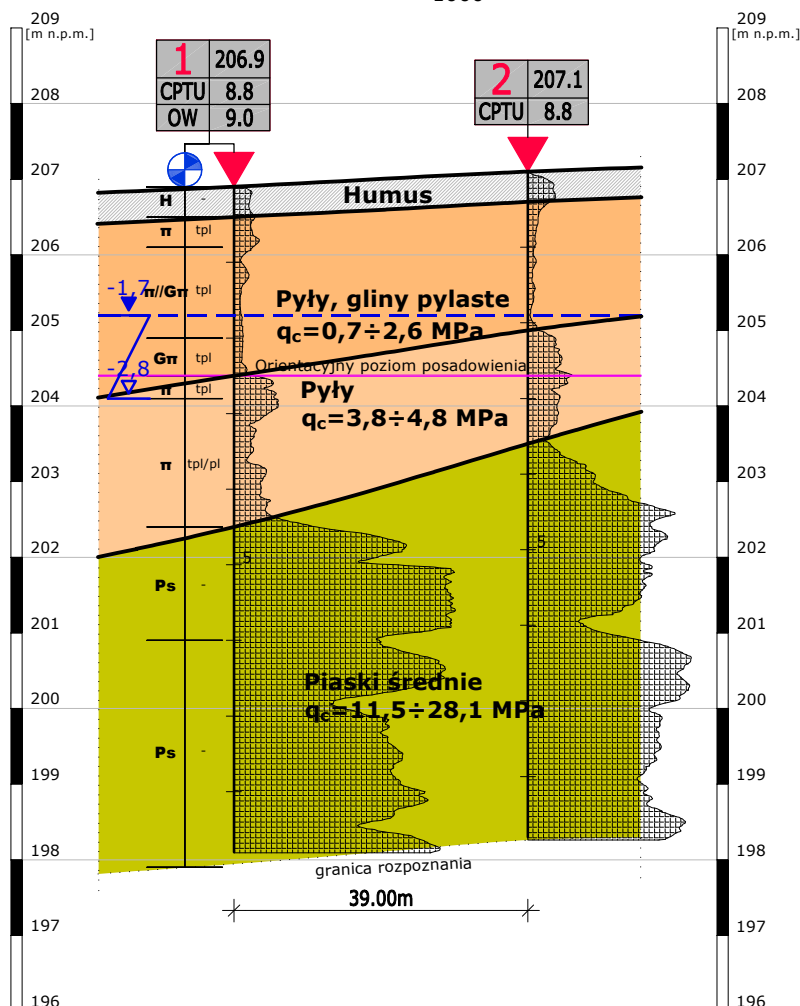 209
[m n.p.m.]
209
[m n.p.m.]
1 206.9
CPTU 8.8
OW 9.0
2 207.1
CPTU 8.8
208
208
207
207
H -
Humus
π tpl
206
206
-1,7
π//Gπ tpl
Pyły, gliny pylaste
qc=0,7÷2,6 MPa
205
205
Gπ tpl
Orientacyjny poziom posadowienia
-2,8
π tpl
Pyły
qc=3,8÷4,8 MPa
204
204
π tpl/pl
203
203
5
5
202
202
Ps -
201
201
Piaski średnie
qc=11,5÷28,1 MPa
200
200
Ps -
199
199
198
198
granica rozpoznania
39.00m
197
197
196
196